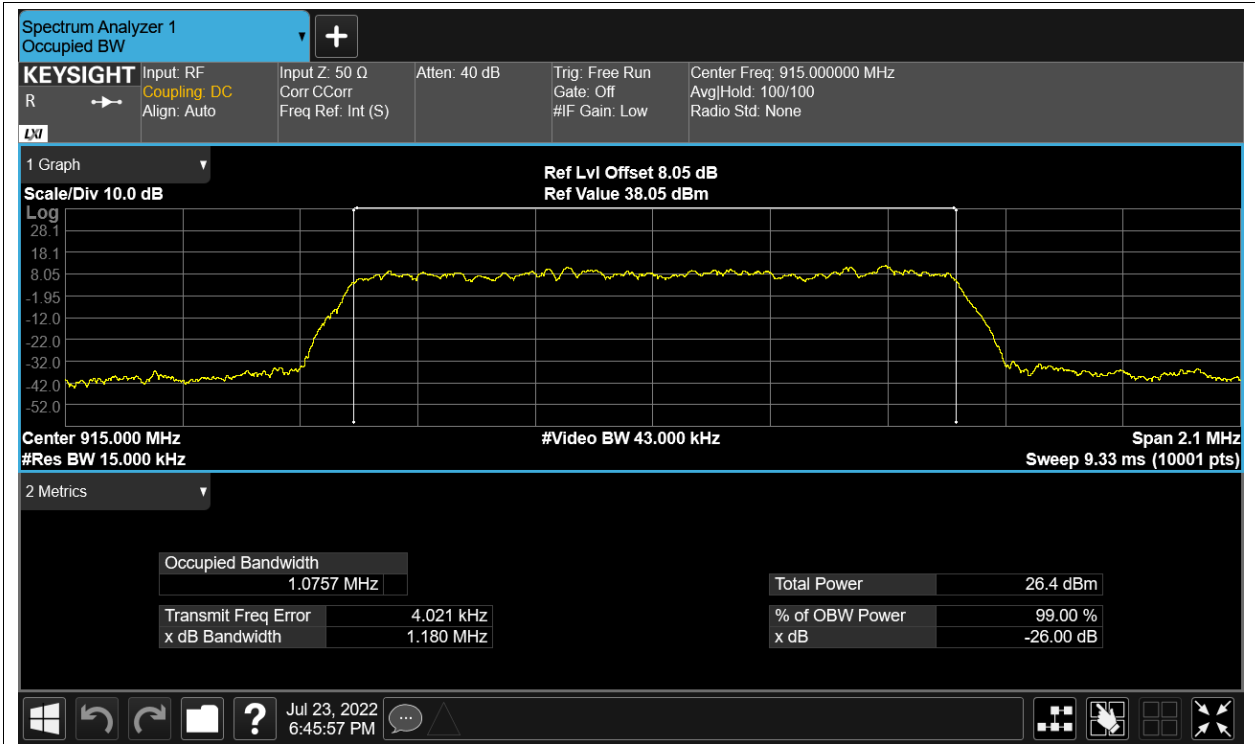 Spectrum Analyzer 1
Occupied BW
KEYSIGHT
R
LXI
Input: RF
Coupling: DC
Align: Auto
Input Z: 50 Ω
Corr CCorr
Freq Ref: Int (S)
Atten: 40 dB
Trig: Free Run
Gate: Off
#IF Gain: Low
Center Freq: 915.000000 MHz
Avg|Hold: 100/100
Radio Std: None
1 Graph
Scale/Div 10.0 dB
Ref Lvl Offset 8.05 dB
Ref Value 38.05 dBm
Log
28.1
18.1
8.05
-1.95
-12.0
-22.0
-32.0
-42.0
-52.0
Center 915.000 MHz
#Res BW 15.000 kHz
#Video BW 43.000 kHz
Span 2.1 MHz
Sweep 9.33 ms (10001 pts)
2 Metrics
Occupied Bandwidth
1.0757 MHz
Transmit Freq Error 4.021 kHz
x dB Bandwidth 1.180 MHz
Total Power 26.4 dBm
% of OBW Power 99.00 %
x dB -26.00 dB
?
Jul 23, 2022
6:45:57 PM